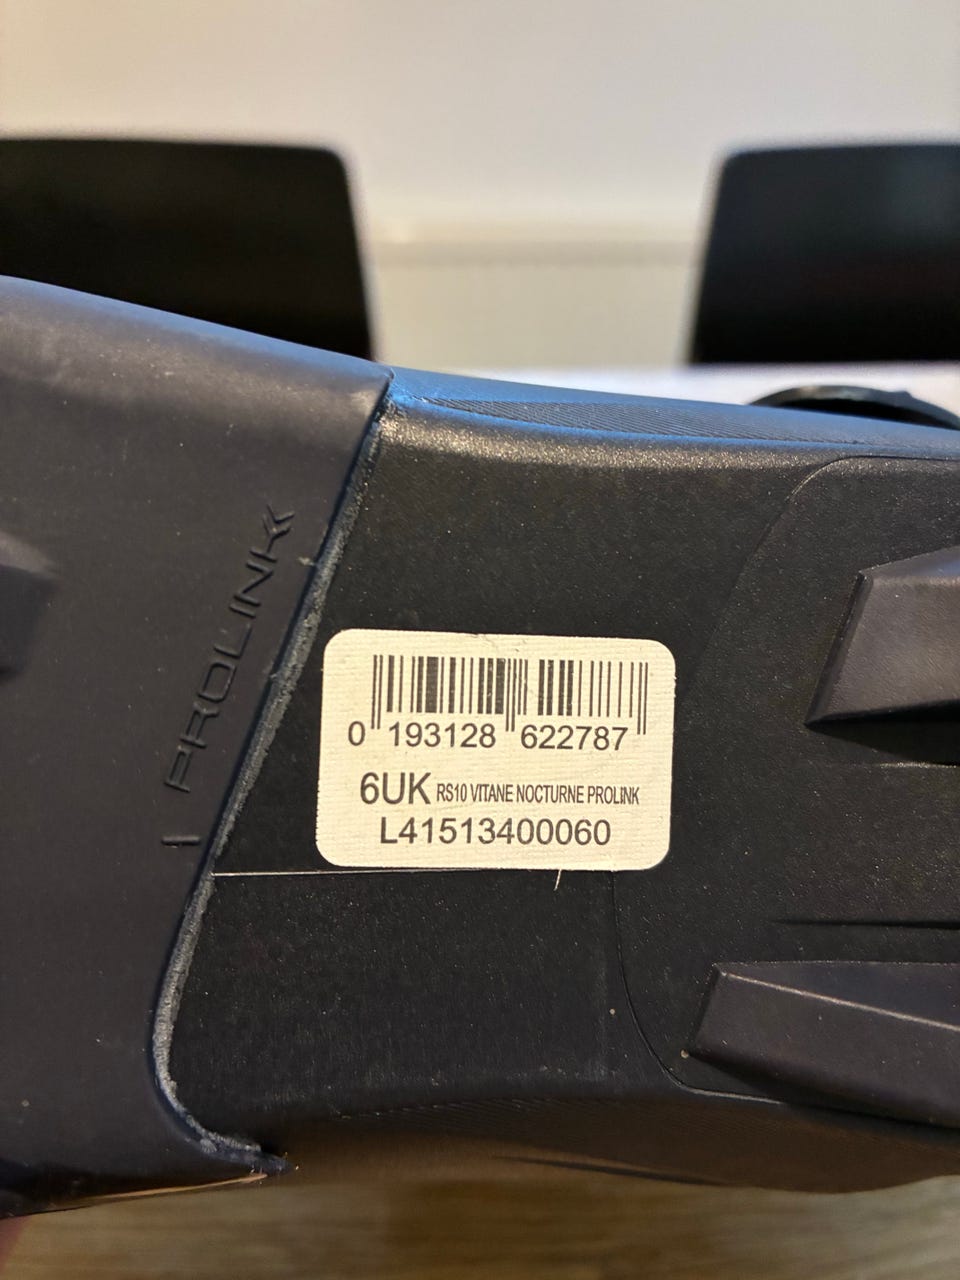 PROLINK
0 193128 622787
6UK RS10 VITANE NOCTURNE PROLINK
L41513400060